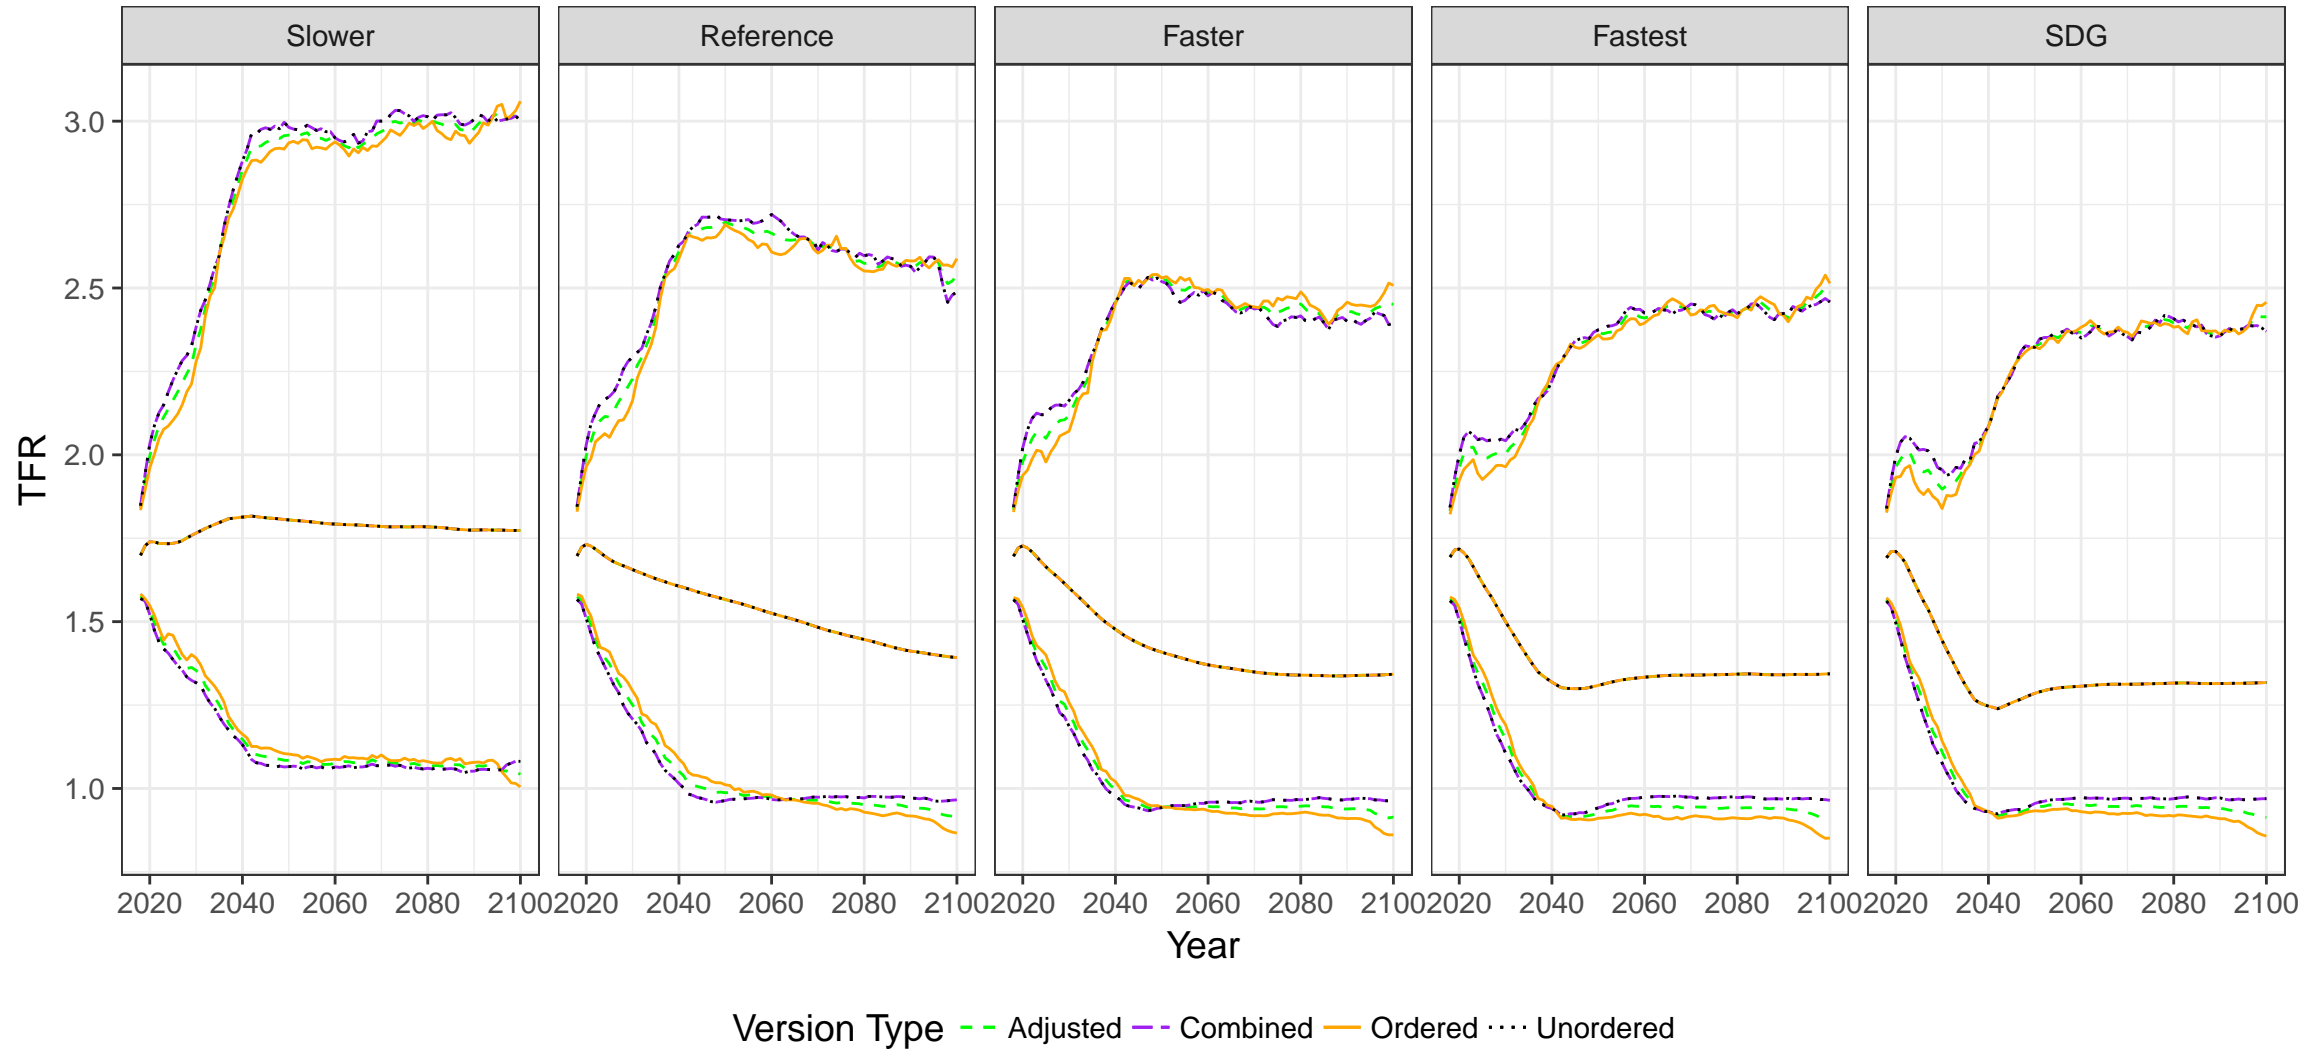 Slower Reference Faster Fastest SDG
3.0
2.5
2.0
1.5
1.0
TFR
2020 2040 2060 2080 2100 2020 2040 2060 2080 2100 2020 2040 2060 2080 2100 2020 2040 2060 2080 2100 2020 2040 2060 2080 2100
Year
Version Type Adjusted Combined Ordered Unordered